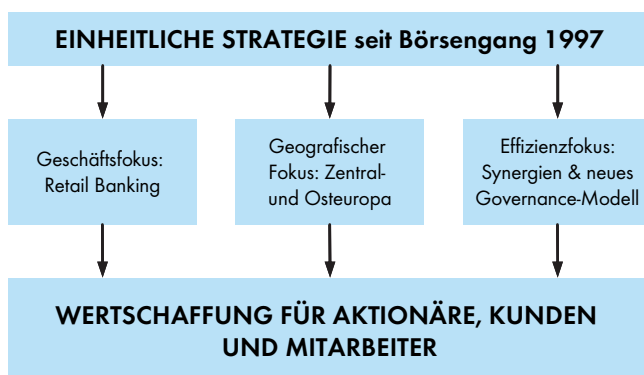 EINHEITLICHE STRATEGIE seit Börsengang 1997
Geschäftsfokus:
Retail Banking
Geografischer
Fokus: Zentral-
und Osteuropa
Effizienzfokus:
Synergien & neues
Governance-Modell
WERTSCHAFFUNG FÜR AKTIONÄRE, KUNDEN
UND MITARBEITER